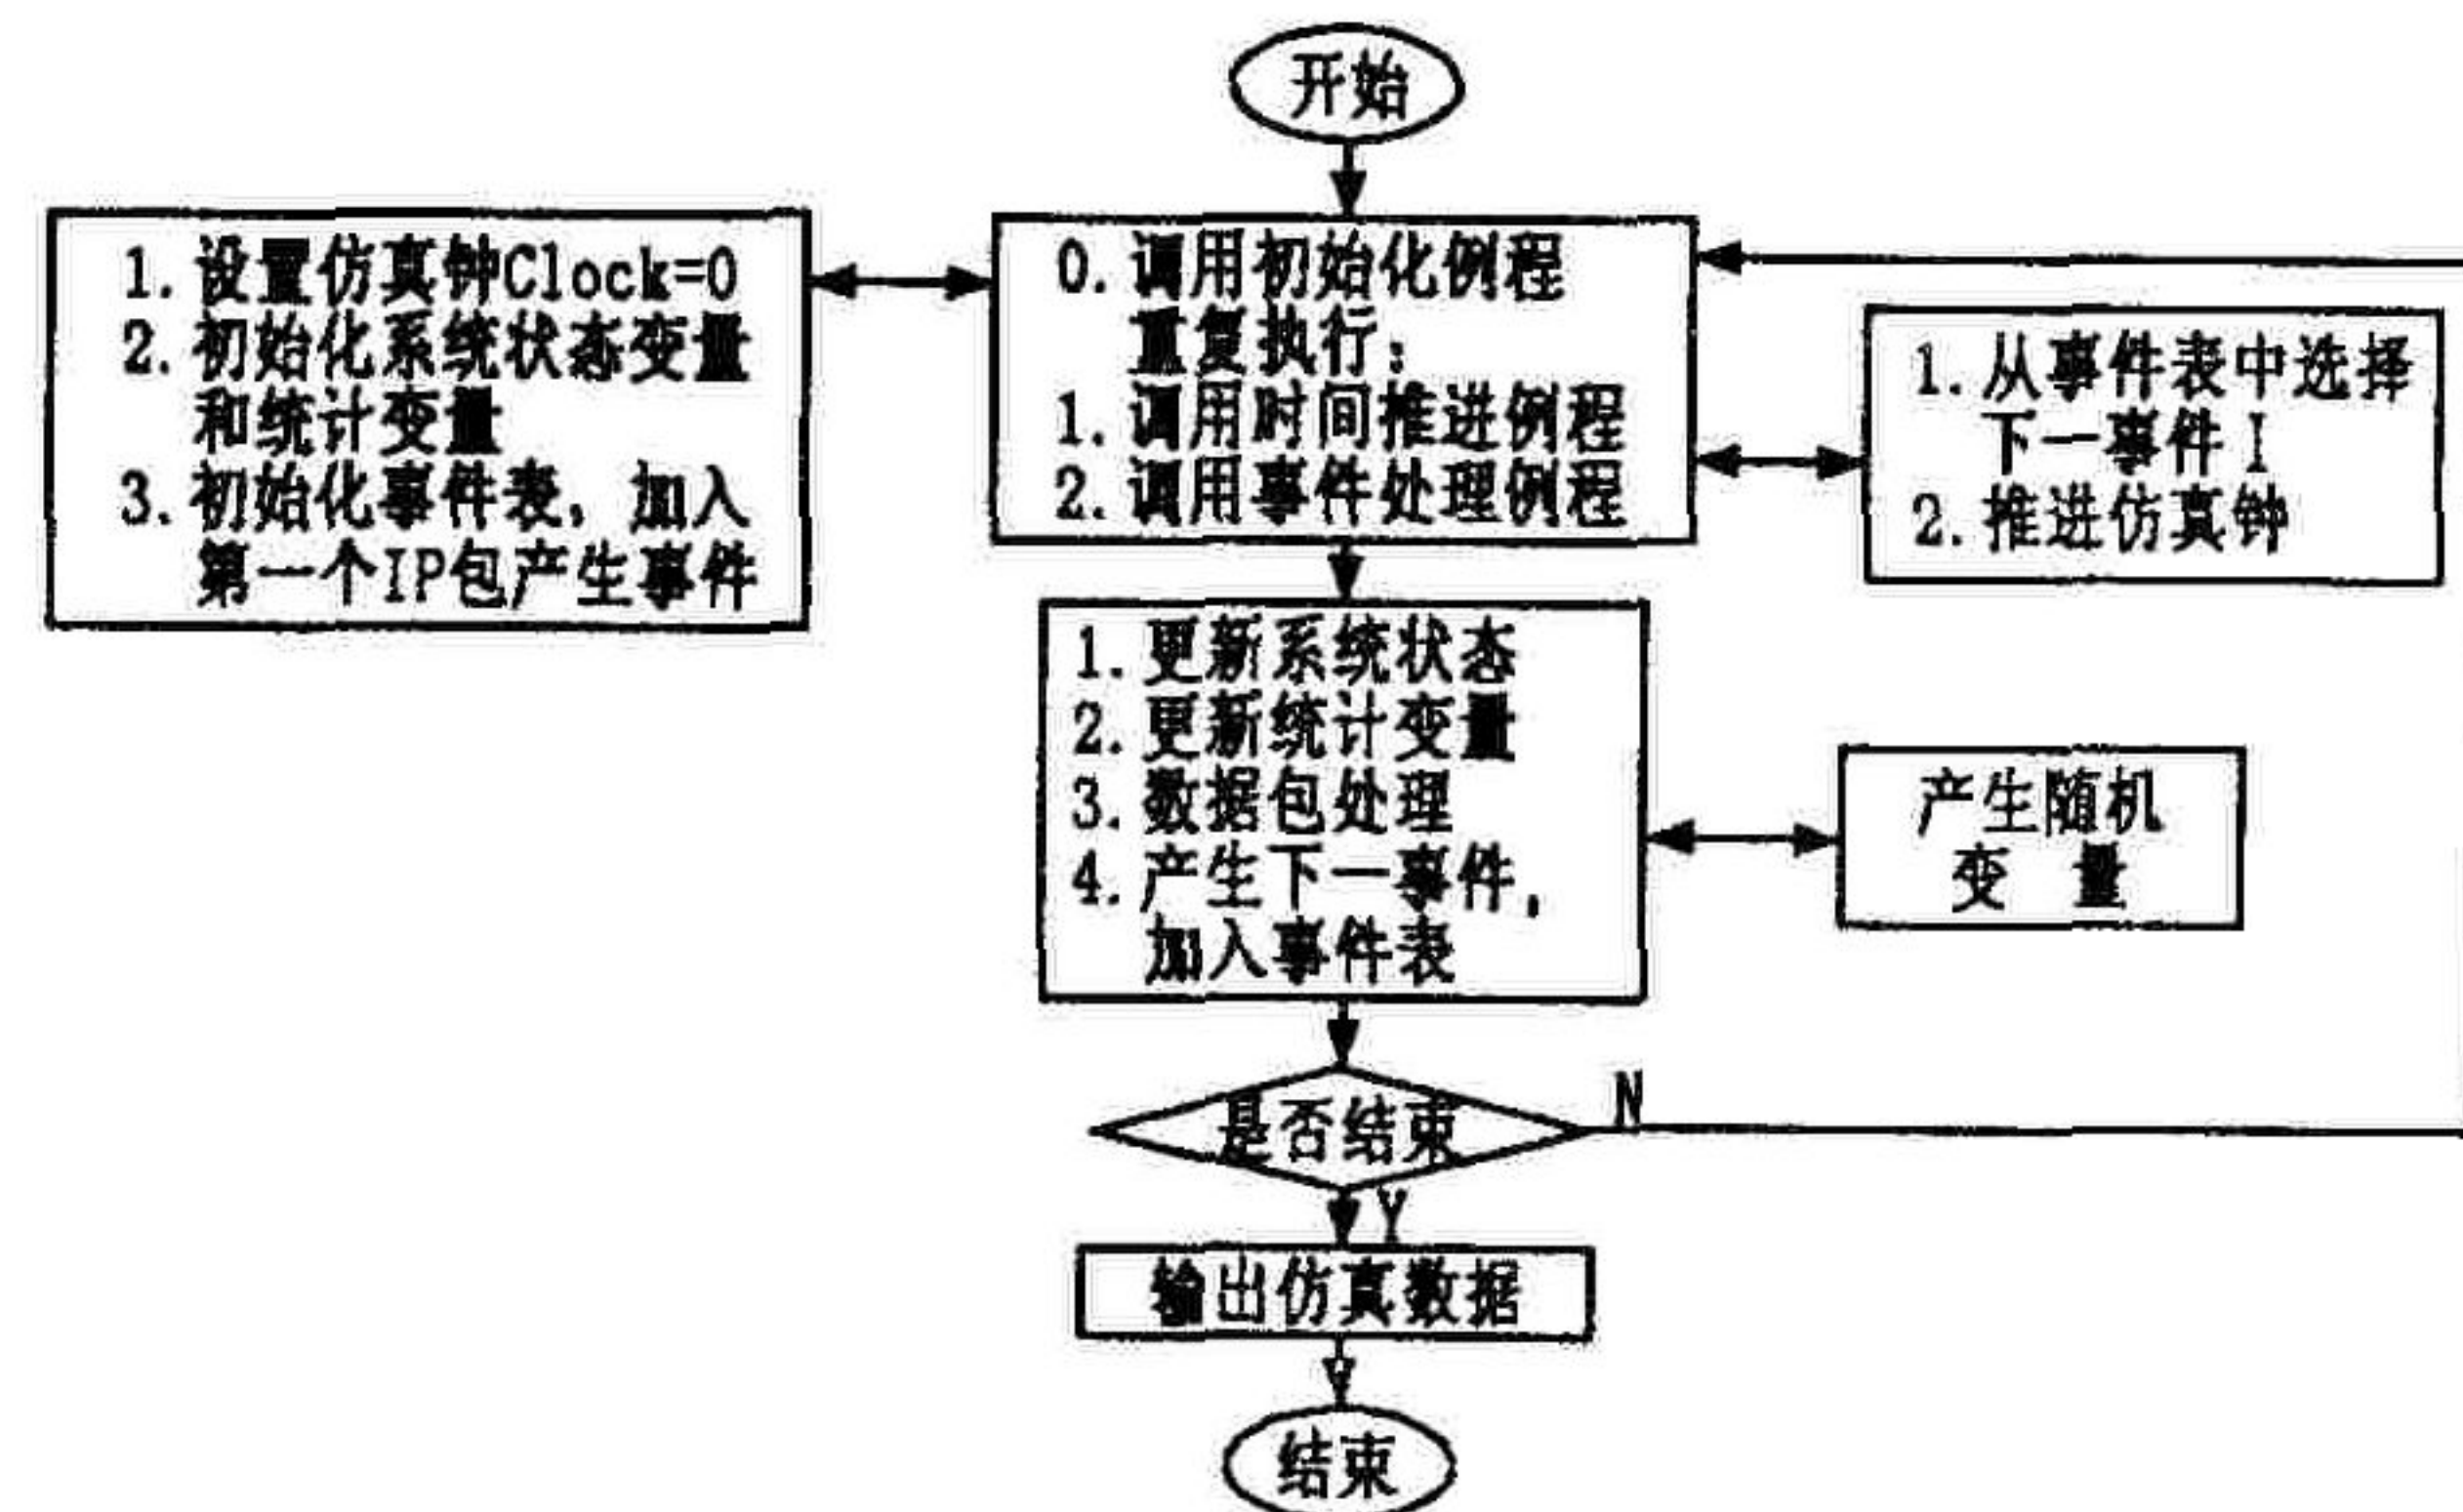 开始
1. 设置仿真钟Clock=0
2. 初始化系统状态变量
和统计变量
3. 初始化事件表，加入
第一个IP包产生事件
0. 调用初始化例程
重复执行：
1. 调用时间推进例程
2. 调用事件处理例程
1. 从事件表中选择
下一事件 I
2. 推进仿真钟
1. 更新系统状态
2. 更新统计变量
3. 数据包处理
4. 产生下一事件，
加入事件表
产生随机
变 量
是否结束
N
Y
输出仿真数据
结束